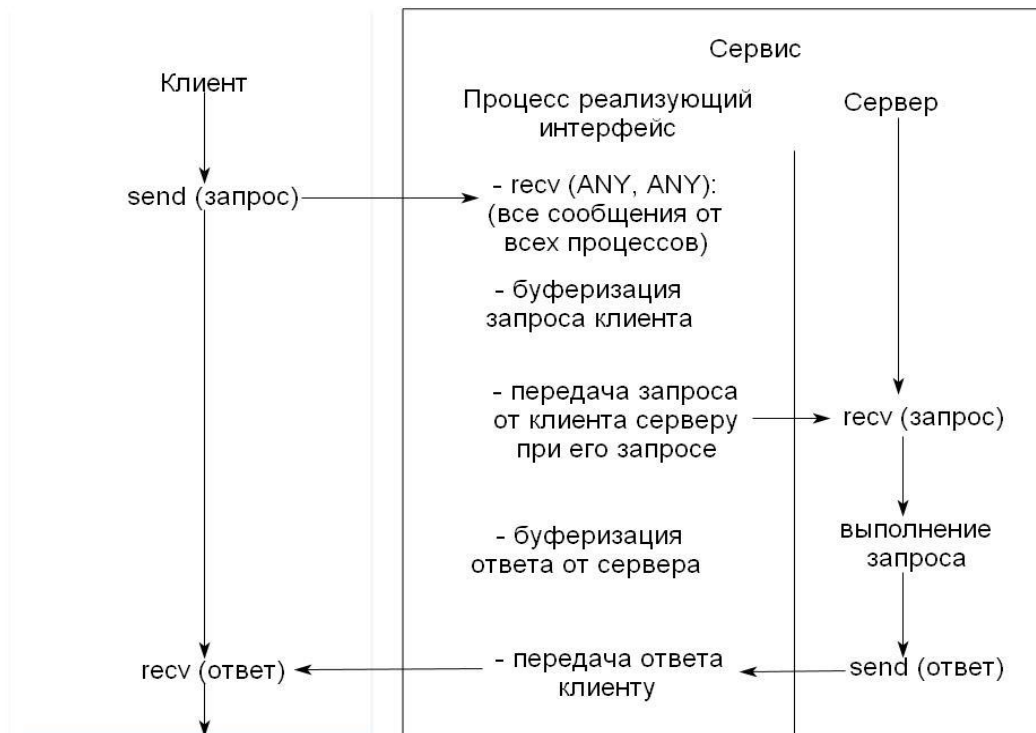 Сервис
Клиент
Процесс реализующий
интерфейс
Сервер
send (запрос)
- recv (ANY, ANY):
(все сообщения от
всех процессов)
- буферизация
запроса клиента
- передача запроса
от клиента серверу
при его запросе
recv (запрос)
- буферизация
ответа от сервера
выполнение
запроса
recv (ответ)
- передача ответа
клиенту
send (ответ)